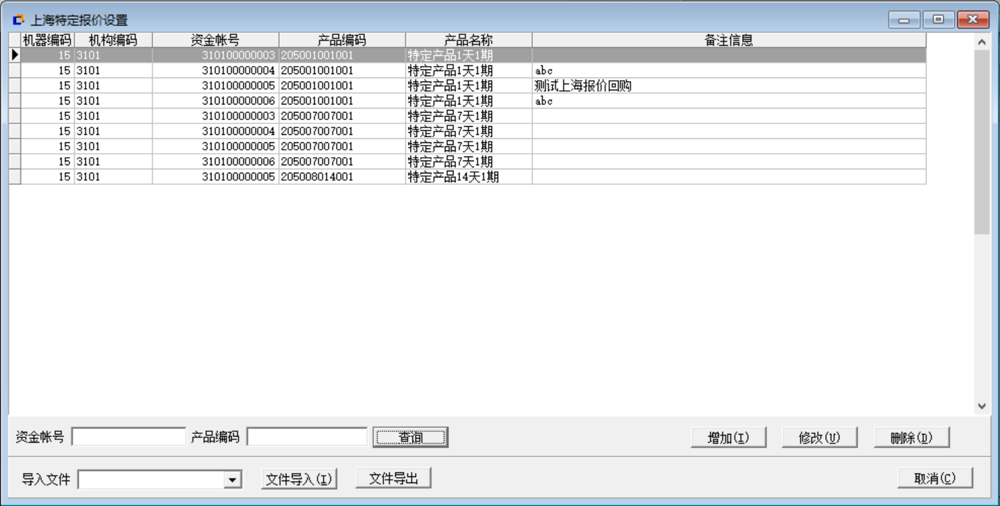 上海特定报价设置
机器编码 机构编码 资金帐号 产品编码 产品名称 备注信息
15 3101 310100000003 205001001001 特定产品1天1期
15 3101 310100000004 205001001001 特定产品1天1期 abc
15 3101 310100000005 205001001001 特定产品1天1期 测试上海报价回购
15 3101 310100000006 205001001001 特定产品1天1期 abc
15 3101 310100000003 205007007001 特定产品7天1期
15 3101 310100000004 205007007001 特定产品7天1期
15 3101 310100000005 205007007001 特定产品7天1期
15 3101 310100000006 205007007001 特定产品7天1期
15 3101 310100000005 205008014001 特定产品14天1期
资金帐号 产品编码 查询 增加(I) 修改(U) 删除(D)
导入文件 文件导入(I) 文件导出 取消(C)